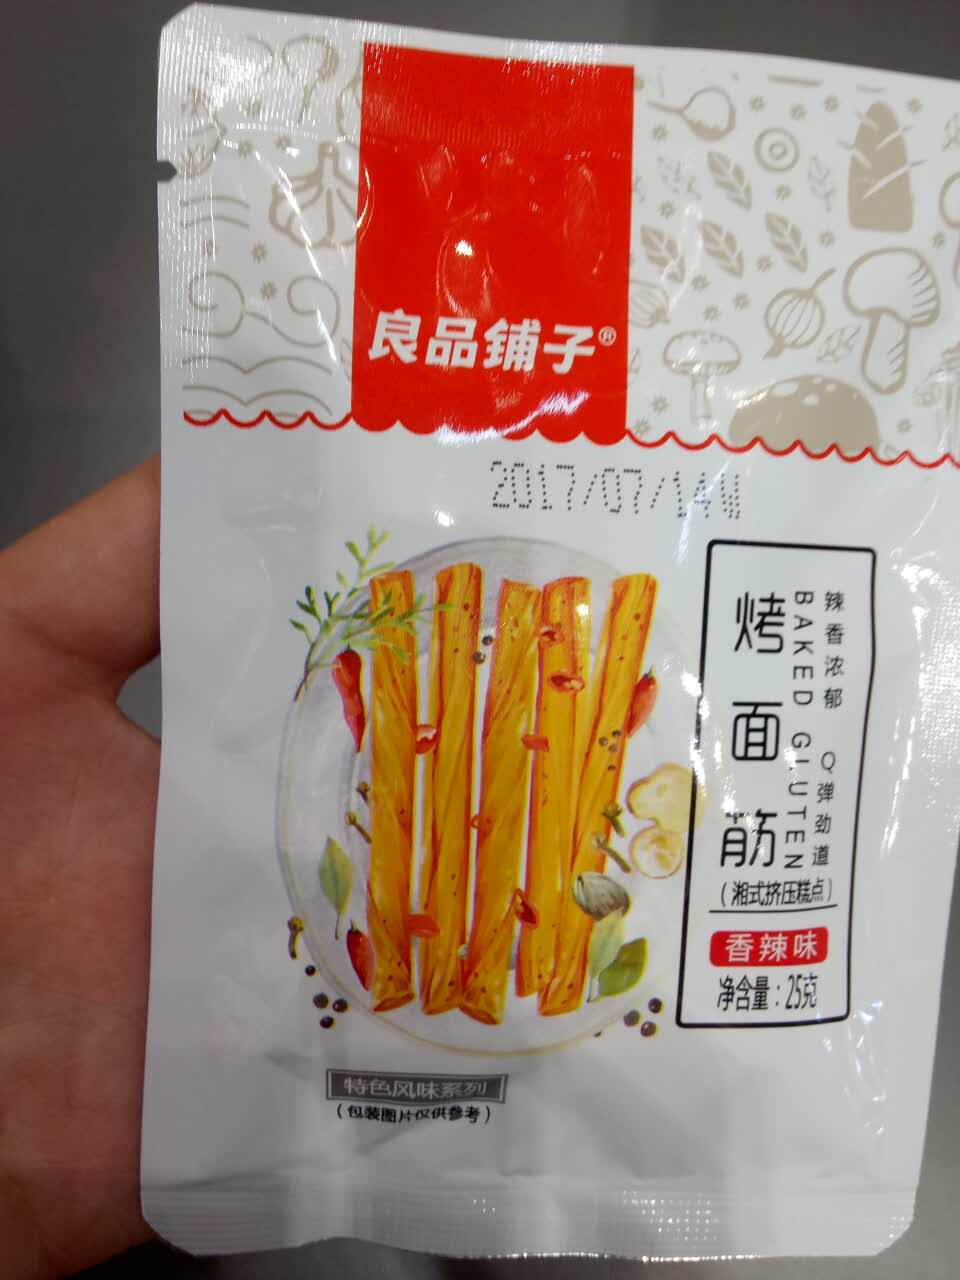 良品铺子®
2017/07/14W
辣香浓郁 Q弹劲道
BAKED GLUTEN
烤面筋
(湘式挤压糕点)
香辣味
净含量：25克
特色风味系列
(包装图片仅供参考)